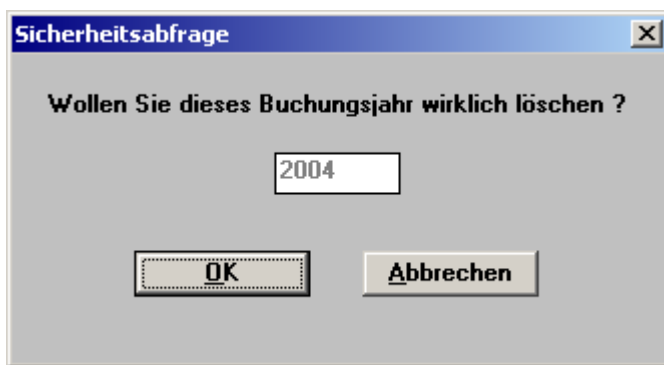 Sicherheitsabfrage
Wollen Sie dieses Buchungsjahr wirklich löschen ?
2004
OK Abbrechen